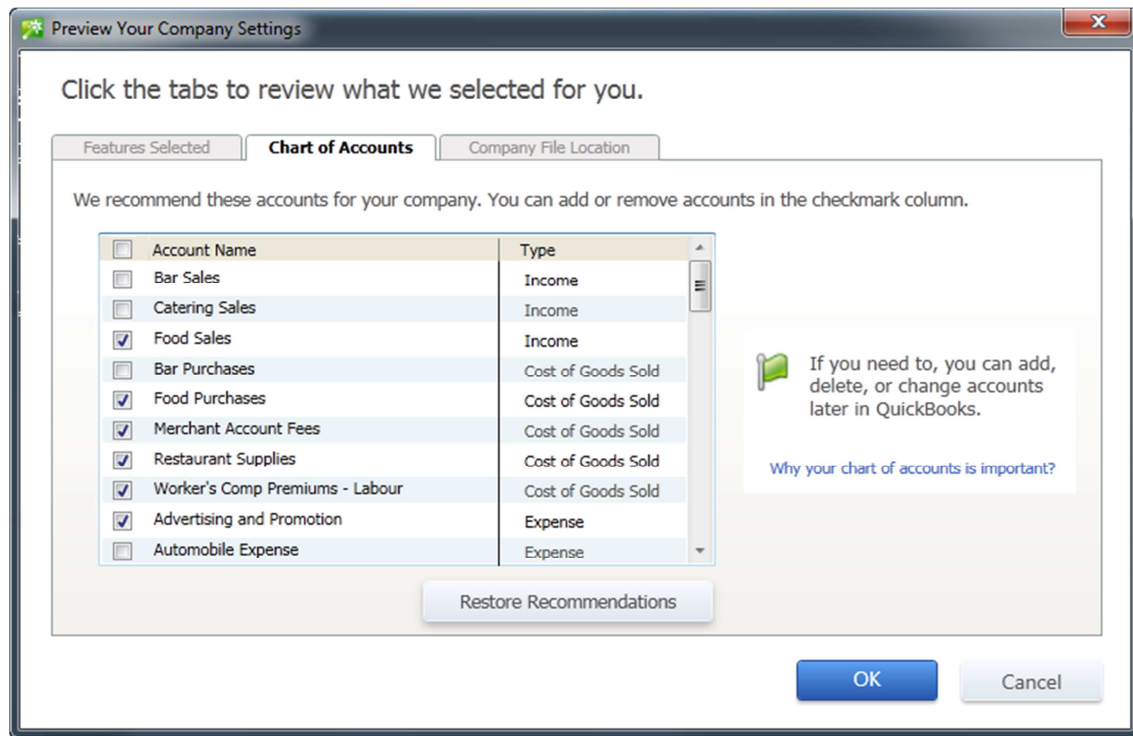 Preview Your Company Settings
Click the tabs to review what we selected for you.
Features Selected Chart of Accounts Company File Location
We recommend these accounts for your company. You can add or remove accounts in the checkmark column.
Account Name Type
Bar Sales Income
Catering Sales Income
Food Sales Income
Bar Purchases Cost of Goods Sold
Food Purchases Cost of Goods Sold
Merchant Account Fees Cost of Goods Sold
Restaurant Supplies Cost of Goods Sold
Worker's Comp Premiums - Labour Cost of Goods Sold
Advertising and Promotion Expense
Automobile Expense Expense
If you need to, you can add,
delete, or change accounts
later in QuickBooks.
Why your chart of accounts is important?
Restore Recommendations
OK Cancel